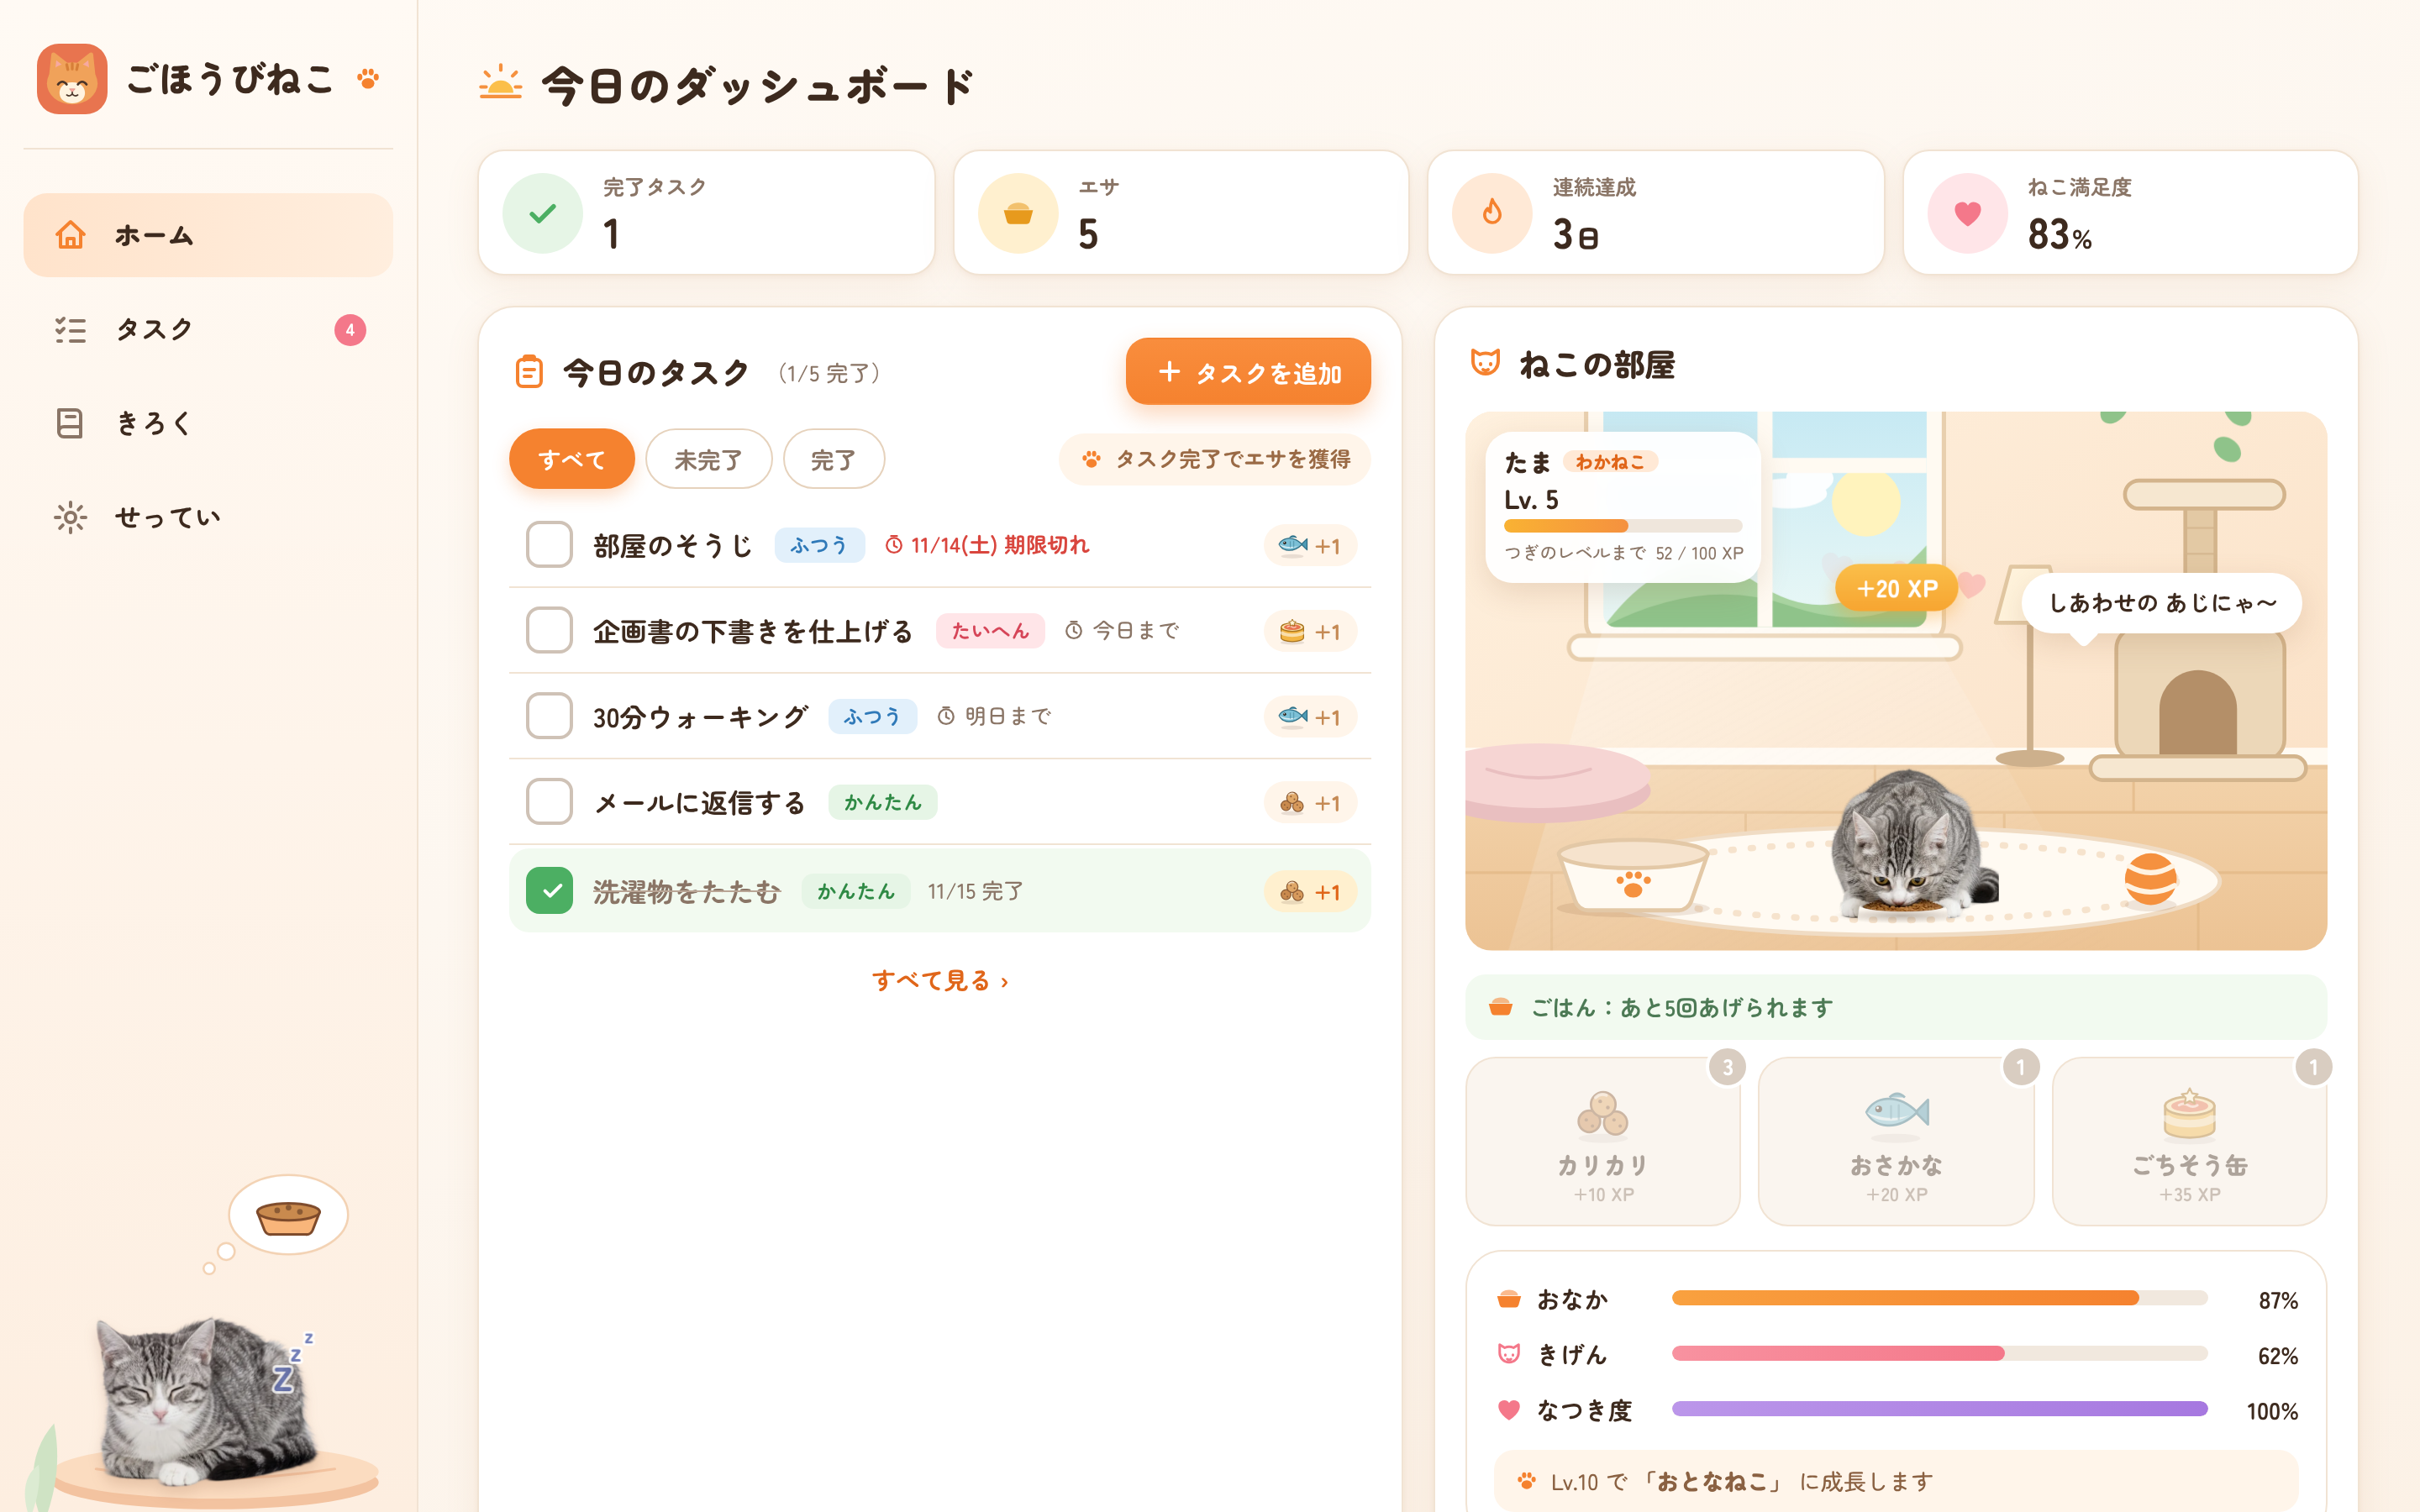 ごほうびねこ
ホーム
タスク 4
きろく
せってい
z
z
Z
今日のダッシュボード
完了タスク
1
エサ
5
連続達成
3日
ねこ満足度
83%
今日のタスク (1/5 完了)
+ タスクを追加
すべて 未完了 完了
タスク完了でエサを獲得
部屋のそうじ ふつう 11/14(土) 期限切れ +1
企画書の下書きを仕上げる たいへん 今日まで +1
30分ウォーキング ふつう 明日まで +1
メールに返信する かんたん +1
洗濯物をたたむ かんたん 11/15 完了 +1
すべて見る ›
ねこの部屋
たま わかねこ
Lv. 5
つぎのレベルまで 52 / 100 XP
+20 XP
しあわせの あじにゃ〜
ごはん：あと5回あげられます
3
カリカリ
+10 XP
1
おさかな
+20 XP
1
ごちそう缶
+35 XP
おなか 87%
きげん 62%
なつき度 100%
Lv.10 で 「おとなねこ」 に成長します